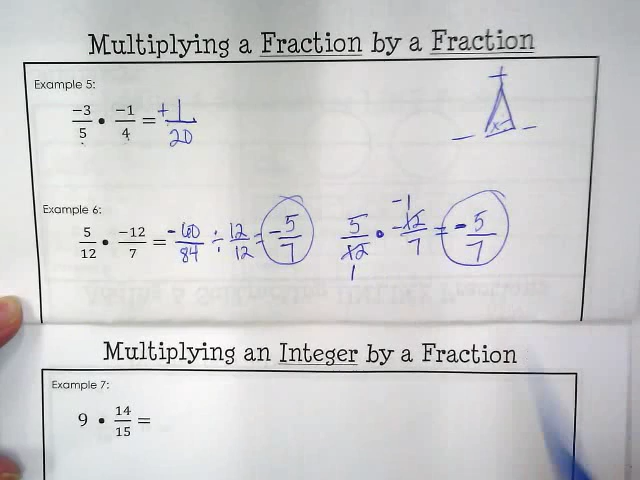 Multiplying a Fraction by a Fraction
Example 5:
-3/5 • -1/4 = +1/20
+
x ÷
— —
Example 6:
5/12 • -12/7 = -60/84 ÷ 12/12 = -5/7    5/12 • -12/7 = -5/7
-1
1
Multiplying an Integer by a Fraction
Example 7:
9 • 14/15 =